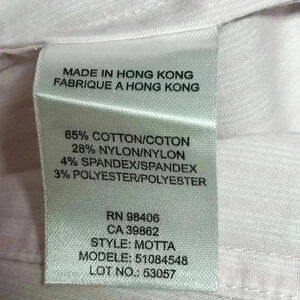 MADE IN HONG KONG
FABRIQUE A HONG KONG
65% COTTON/COTON
28% NYLON/NYLON
4% SPANDEX/SPANDEX
3% POLYESTER/POLYESTER
RN 98406
CA 39862
STYLE: MOTTA
MODELE: 51084548
LOT NO.: 53057